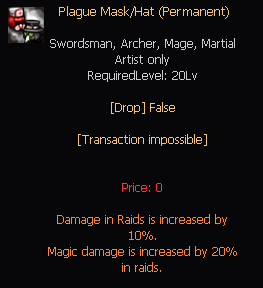 Plague Mask/Hat (Permanent)
Swordsman, Archer, Mage, Martial
Artist only
RequiredLevel: 20Lv
[Drop] False
[Transaction impossible]
Price: 0
Damage in Raids is increased by
10%.
Magic damage is increased by 20%
in raids.